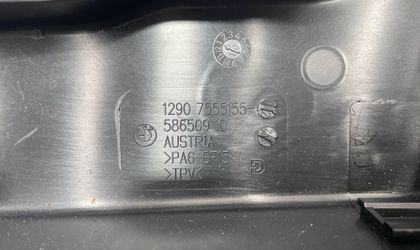 1290 7555155-
586509 10
AUSTRIA
>PA6-GF15<
>TPV<